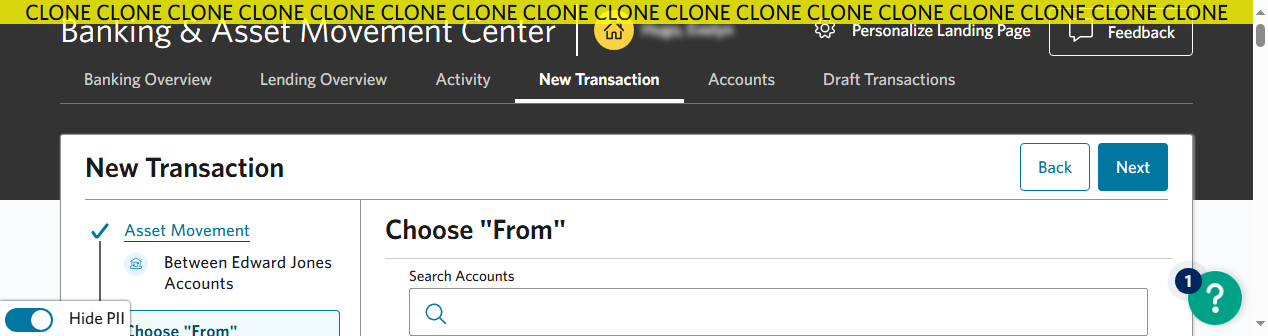 CLONE CLONE CLONE CLONE CLONE CLONE CLONE CLONE CLONE CLONE CLONE CLONE CLONE CLONE CLONE CLONE CLONE
Banking & Asset Movement Center
Personalize Landing Page
Feedback
Banking Overview
Lending Overview
Activity
New Transaction
Accounts
Draft Transactions
New Transaction
Back
Next
Asset Movement
Between Edward Jones
Accounts
Choose "From"
Choose "From"
Search Accounts
Hide PII
1
?